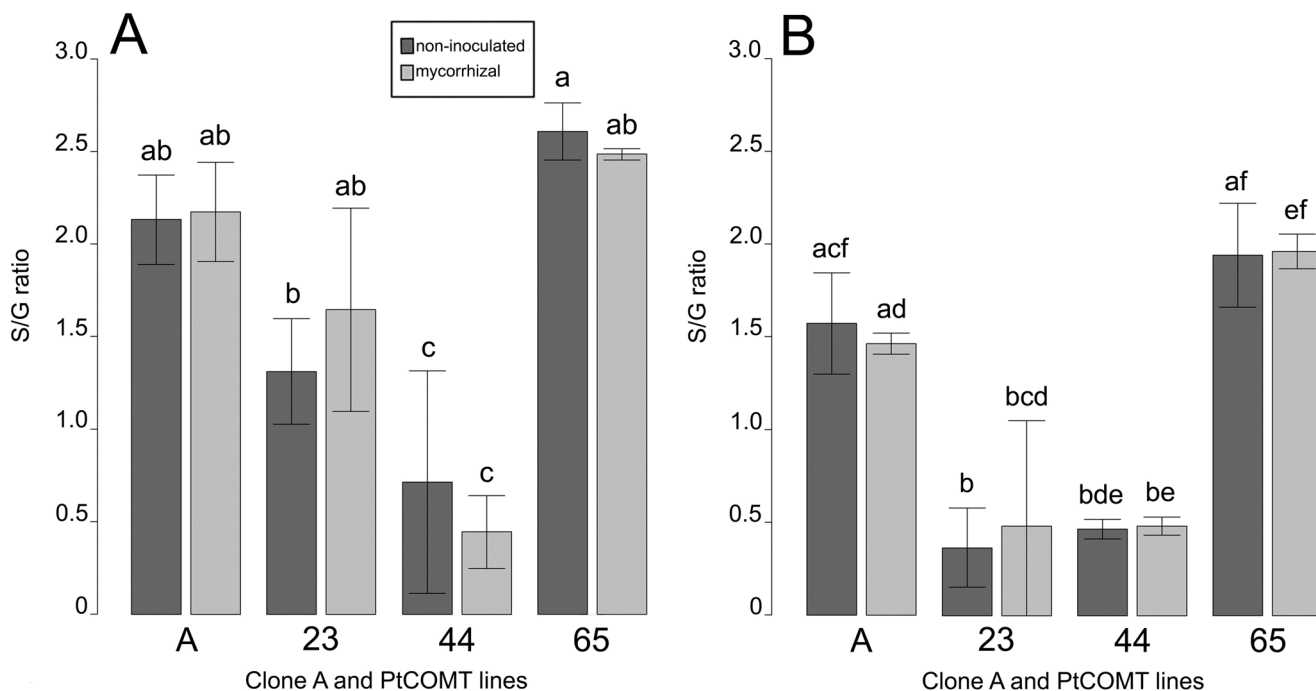 A
B
non-inoculated
mycorrhizal
3.0
2.5
2.0
1.5
1.0
0.5
0
S/G ratio
ab
ab
b
ab
c
c
a
ab
A
23
44
65
Clone A and PtCOMT lines
3.0
2.5
2.0
1.5
1.0
0.5
0
S/G ratio
acf
ad
b
bcd
bde
be
af
ef
A
23
44
65
Clone A and PtCOMT lines